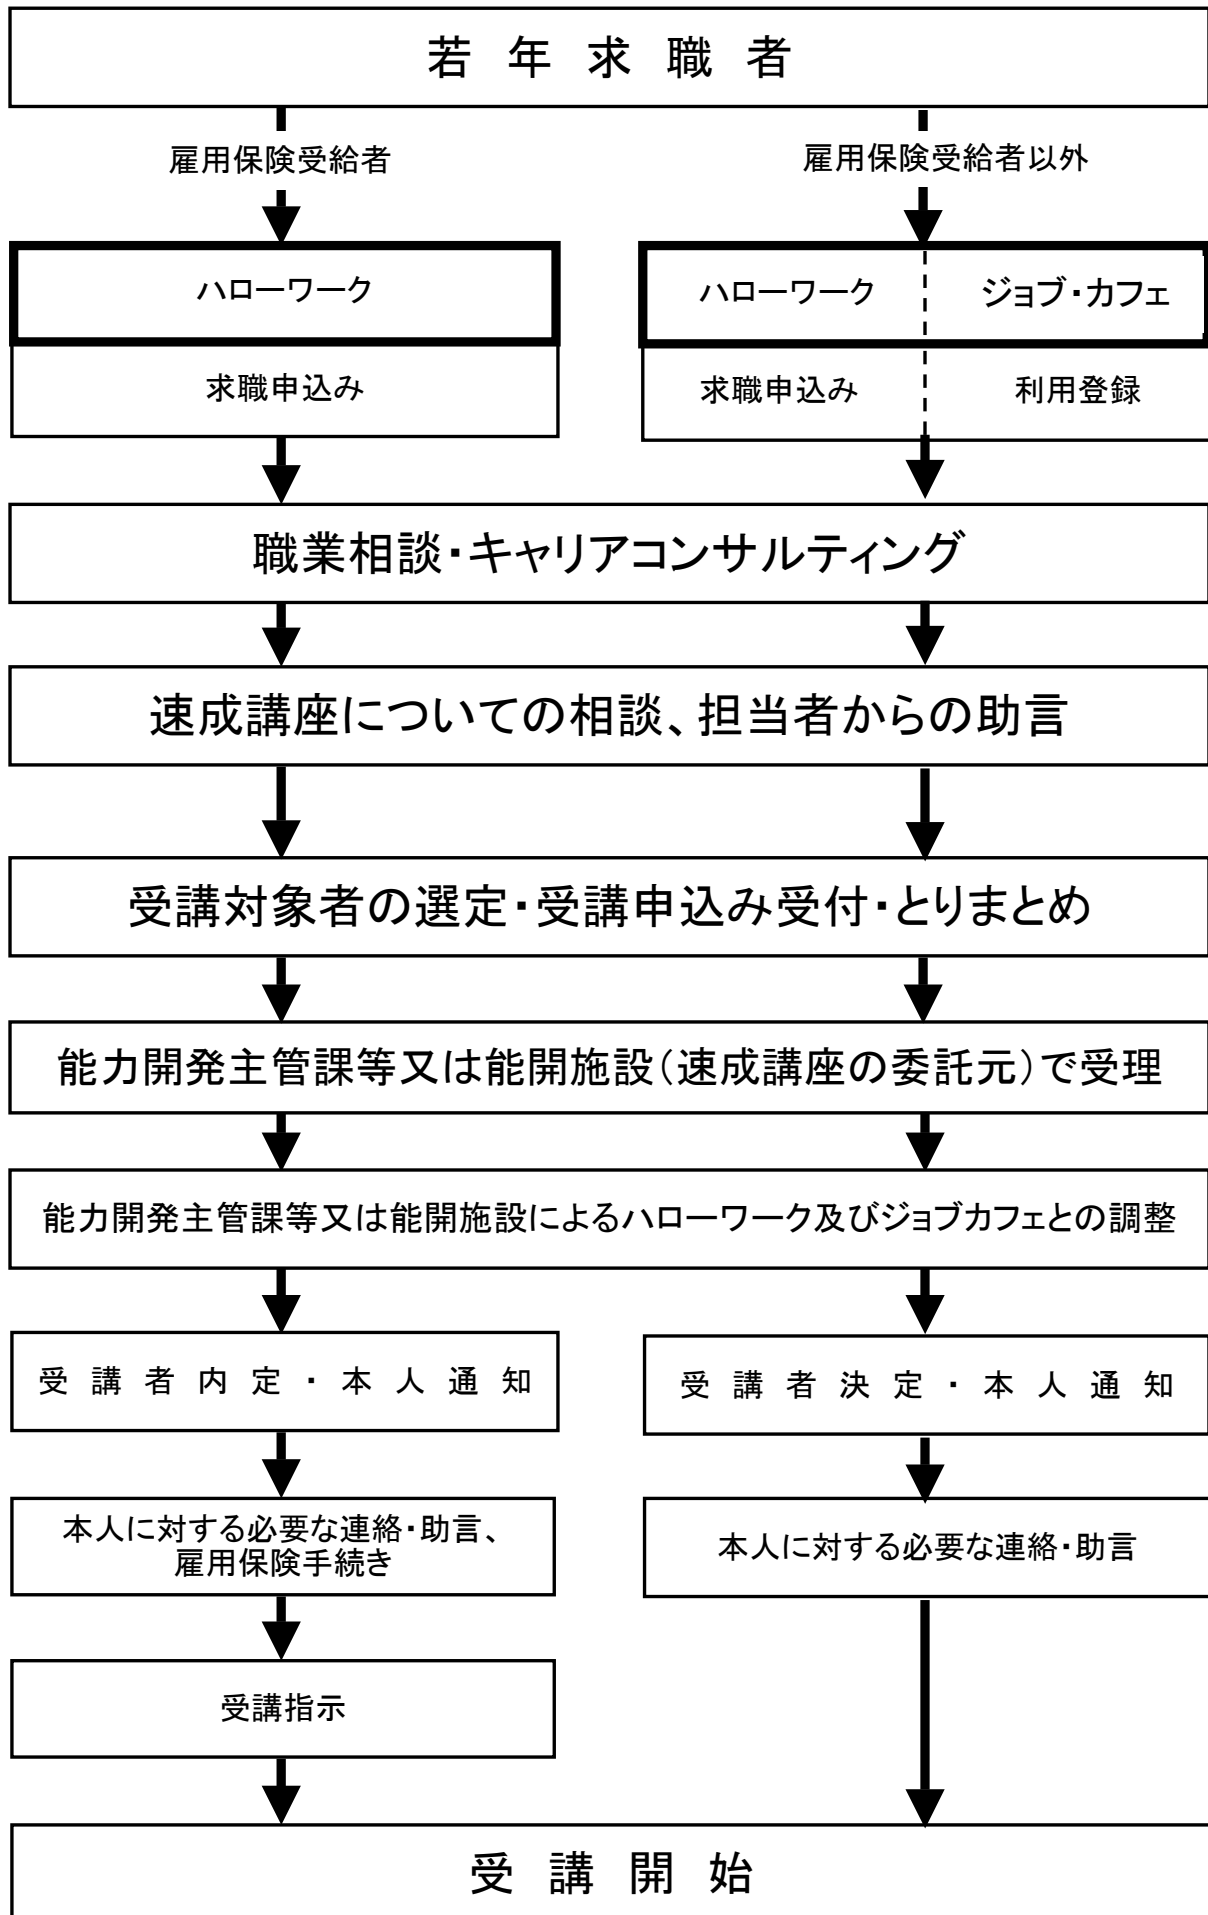 若年求職者
雇用保険受給者
雇用保険受給者以外
ハローワーク
ハローワーク
ジョブ・カフェ
求職申込み
求職申込み
利用登録
職業相談・キャリアコンサルティング
速成講座についての相談、担当者からの助言
受講対象者の選定・受講申込み受付・とりまとめ
能力開発主管課等又は能開施設(速成講座の委託元)で受理
能力開発主管課等又は能開施設によるハローワーク及びジョブカフェとの調整
受講者内定・本人通知
受講者決定・本人通知
本人に対する必要な連絡・助言、
雇用保険手続き
本人に対する必要な連絡・助言
受講指示
受講開始